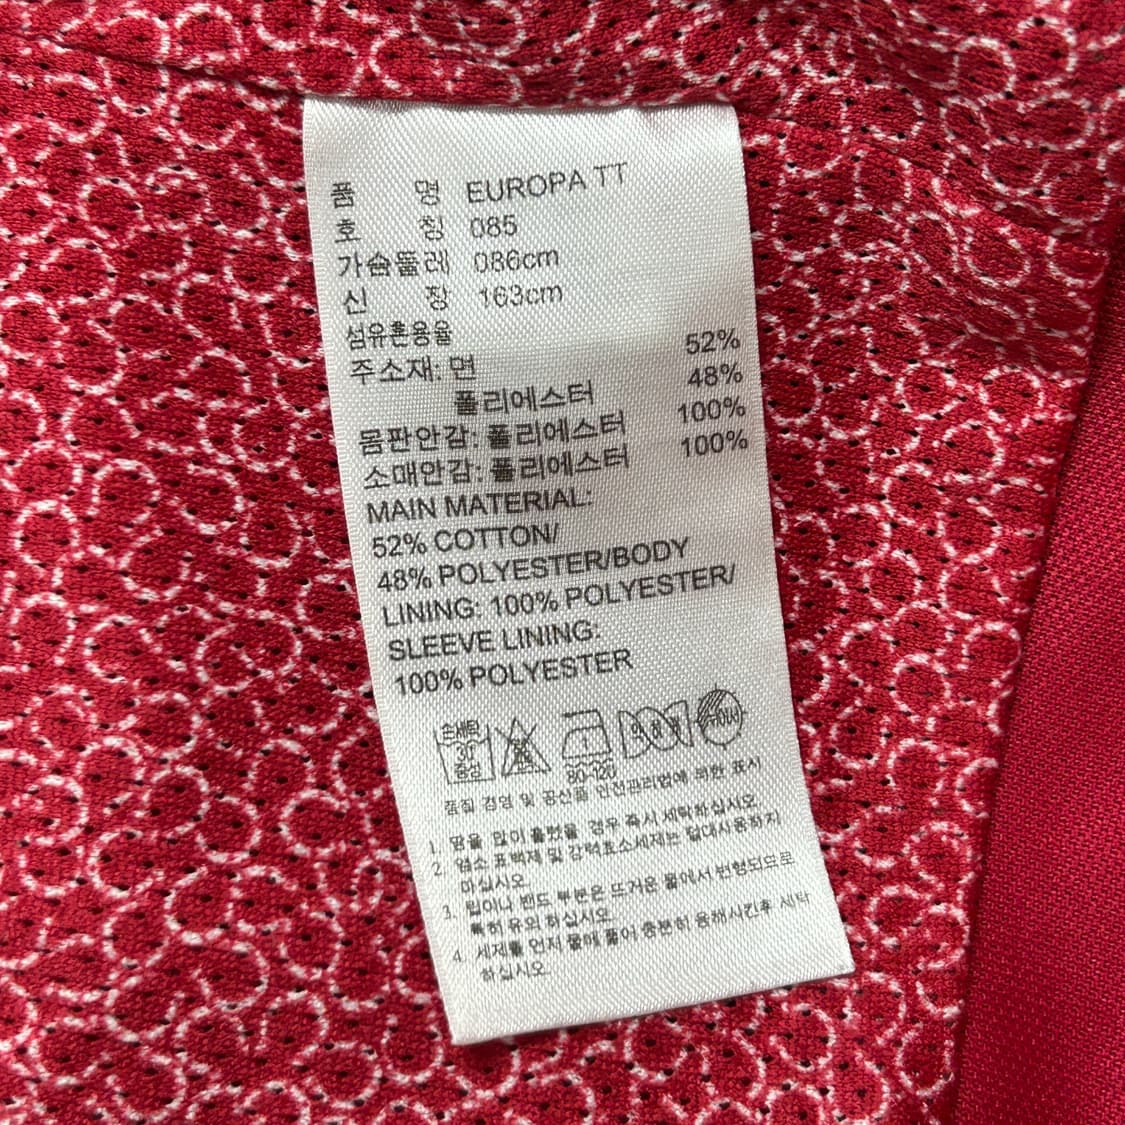 품 명 EUROPA TT
호 칭 085
가슴둘레 086cm
신 장 163cm
섬유혼용율
주소재: 면 52%
폴리에스터 48%
몸판안감: 폴리에스터 100%
소매안감: 폴리에스터 100%
MAIN MATERIAL:
52% COTTON/
48% POLYESTER/BODY
LINING: 100% POLYESTER/
SLEEVE LINING:
100% POLYESTER
손세탁
30℃
중성
80-120
품질 경영 및 공산품 안전관리법에 의한 표시
1. 땀을 많이 흘렸을 경우 즉시 세탁하십시오.
2. 염소 표백제 및 강력효소세제는 절대사용하지
마십시오.
3. 립이나 밴드 부분은 뜨거운 물에서 변형되므로
특히 유의 하십시오.
4. 세제를 먼저 물에 풀어 충분히 용해시킨후 세탁
하십시오.